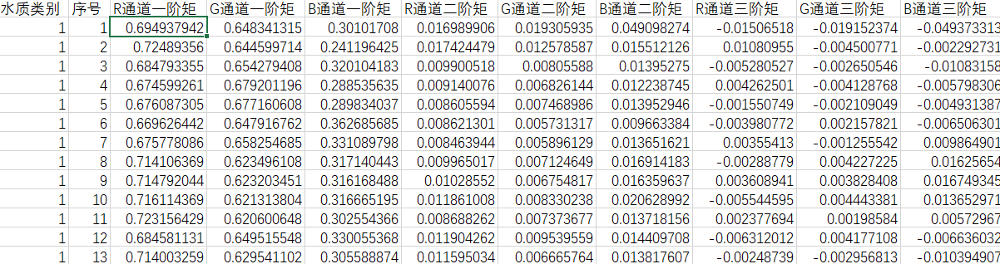 水质类别 序号 R通道一阶矩 G通道一阶矩 B通道一阶矩 R通道二阶矩 G通道二阶矩 B通道二阶矩 R通道三阶矩 G通道三阶矩 B通道三阶矩
1 1 0.694937942 0.648341315 0.30101708 0.016989906 0.019305935 0.049098274 -0.01506518 -0.019152374 -0.049373313
1 2 0.72489356 0.644599714 0.241196425 0.017424479 0.012578587 0.015512126 0.01080955 -0.004500771 -0.002292731
1 3 0.684793355 0.654279408 0.320104183 0.009900518 0.00805588 0.01395275 -0.005280527 -0.002650546 -0.01083158
1 4 0.674599261 0.679201196 0.288535635 0.009140076 0.006826144 0.012238745 0.004262501 -0.004128768 -0.005798306
1 5 0.676087305 0.677160608 0.289834037 0.008605594 0.007468986 0.013952946 -0.001550749 -0.002109049 -0.004931387
1 6 0.669626442 0.647916762 0.362685685 0.008621301 0.005731317 0.009663384 -0.003980772 0.002157821 -0.006506301
1 7 0.675778086 0.658254685 0.331089798 0.008463944 0.005896129 0.013651621 0.00355413 -0.001255542 0.009864901
1 8 0.714106369 0.623496108 0.317140443 0.009965017 0.007124649 0.016914183 -0.00288779 0.004227225 0.01625654
1 9 0.714792044 0.623203451 0.316168488 0.01028552 0.006754817 0.016359637 0.003608941 0.003828408 0.016749345
1 10 0.716114369 0.621313804 0.316665195 0.011861008 0.008330238 0.020628992 -0.005544595 0.004443381 0.013652971
1 11 0.723156429 0.620600648 0.302554366 0.008688262 0.007373677 0.013718156 0.002377694 0.00198584 0.00572967
1 12 0.684581131 0.649515548 0.330055368 0.011904262 0.009539559 0.014409708 -0.006312012 0.004177108 -0.006636032
1 13 0.714003259 0.629541102 0.305588874 0.011595034 0.006665764 0.013817607 -0.00248739 -0.002956813 -0.010394907